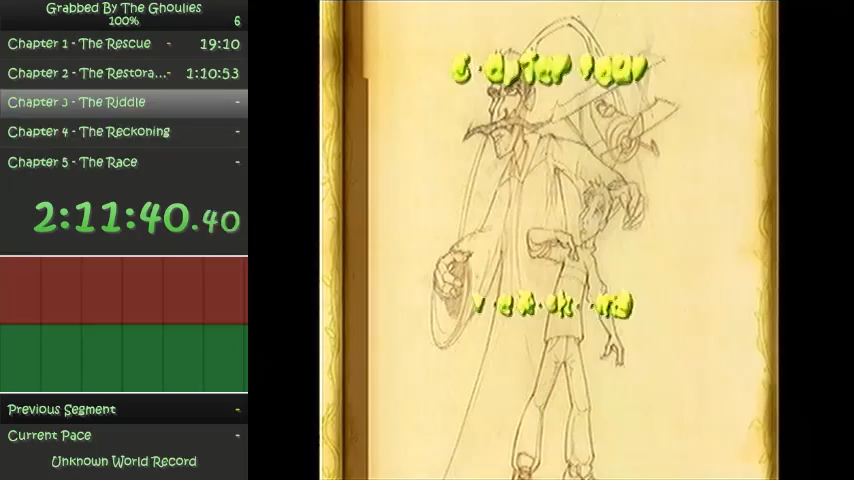 Grabbed By The Ghoulies
100%
6
Chapter 1 - The Rescue - 19:10
Chapter 2 - The Restora...- 1:10:53
Chapter 3 - The Riddle -
Chapter 4 - The Reckoning -
Chapter 5 - The Race -
2:11:40.40
Previous Segment -
Current Pace -
Unknown World Record